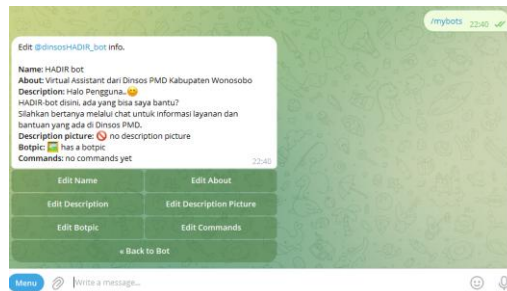 /mybots 22:40
Edit @dinsosHADIR_bot info.
Name: HADIR bot
About: Virtual Assistant dari Dinsos PMD Kabupaten Wonosobo
Description: Halo Pengguna..😊
HADIR-bot disini, ada yang bisa saya bantu?
Silahkan bertanya melalui chat untuk informasi layanan dan
bantuan yang ada di Dinsos PMD.
Description picture: 🚫 no description picture
Botpic: 🖼 has a botpic
Commands: no commands yet
22:40
Edit Name Edit About
Edit Description Edit Description Picture
Edit Botpic Edit Commands
« Back to Bot
Menu Write a message...